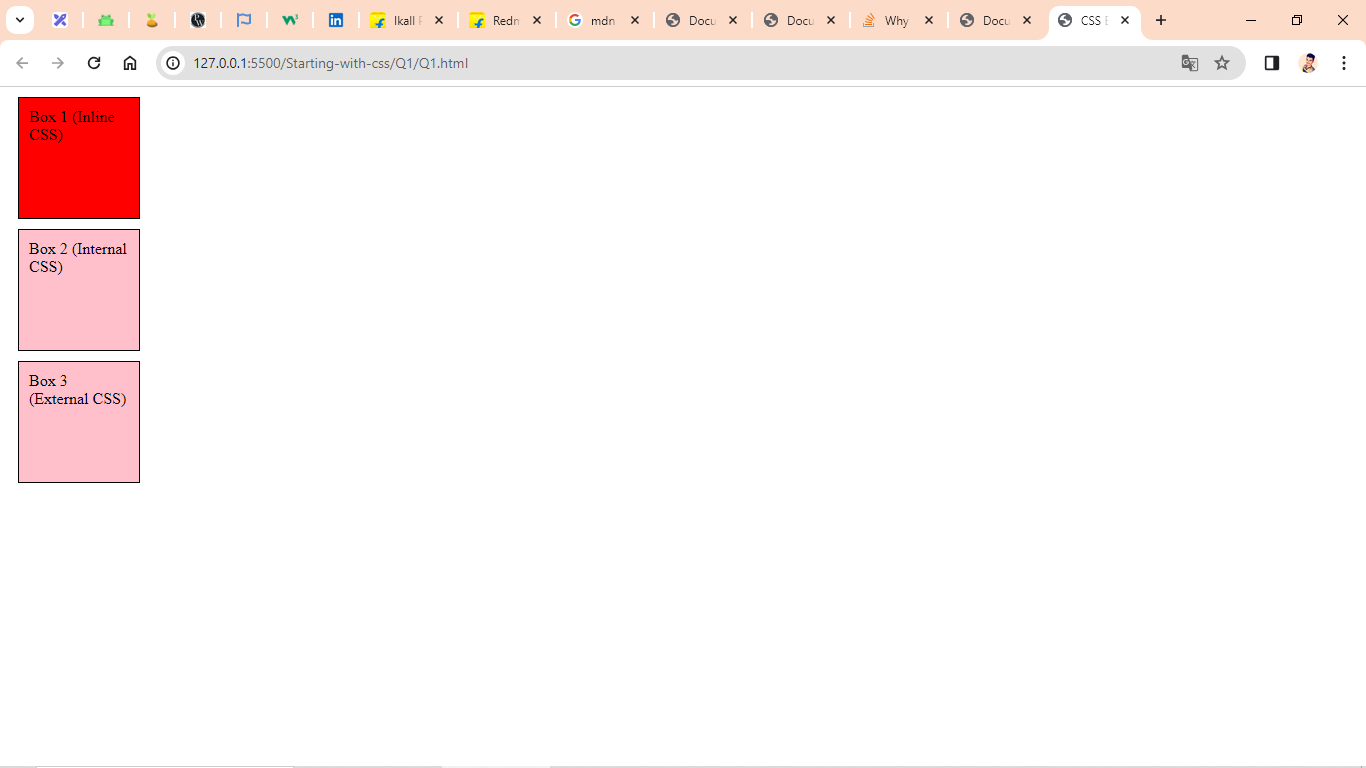 Ikall
Redn
mdn
Docu
Docu
Why
Docu
CSS
127.0.0.1:5500/Starting-with-css/Q1/Q1.html
Box 1 (Inline
CSS)
Box 2 (Internal
CSS)
Box 3
(External CSS)